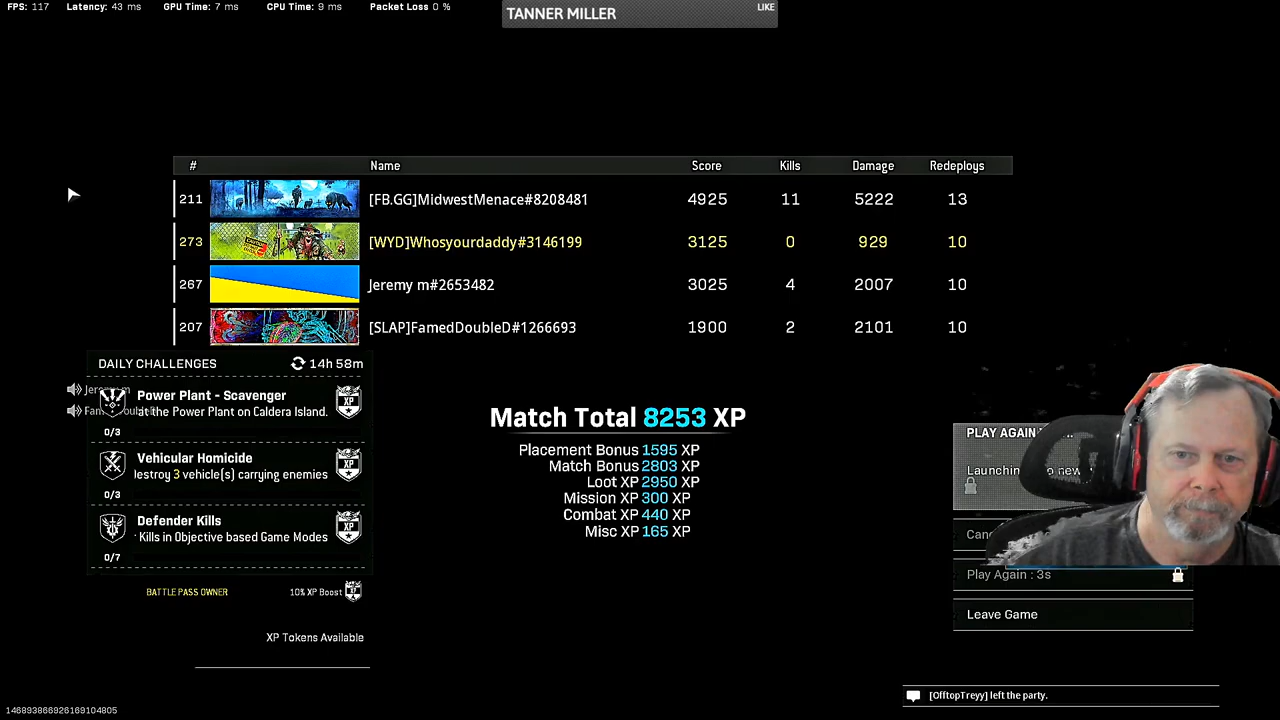 FPS: 117 Latency: 43 ms GPU Time: 7 ms CPU Time: 9 ms Packet Loss 0 %
TANNER MILLER LIKE
# Name Score Kills Damage Redeploys
211 [FB.GG]MidwestMenace#8208481 4925 11 5222 13
273 [WYD]Whosyourdaddy#3146199 3125 0 929 10
267 Jeremy m#2653482 3025 4 2007 10
207 [SLAP]FamedDoubleD#1266693 1900 2 2101 10
DAILY CHALLENGES 14h 58m
Power Plant - Scavenger
at the Power Plant on Caldera Island.
0/3
Vehicular Homicide
estroy 3 vehicle(s) carrying enemies
0/3
Defender Kills
Kills in Objective based Game Modes
0/7
BATTLE PASS OWNER 10% XP Boost
XP Tokens Available
Match Total 8253 XP
Placement Bonus 1595 XP
Match Bonus 2803 XP
Loot XP 2950 XP
Mission XP 300 XP
Combat XP 440 XP
Misc XP 165 XP
PLAY AGAIN
Launchin
Canc
Play Again : 3s
Leave Game
[OfftopTreyy] left the party.
14689386692616910480​5